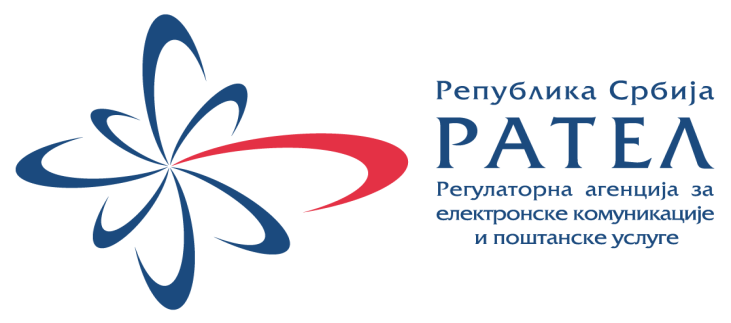 Република Србија
РАТЕЛ
Регулаторна агенција за
електронске комуникације
и поштанске услуге